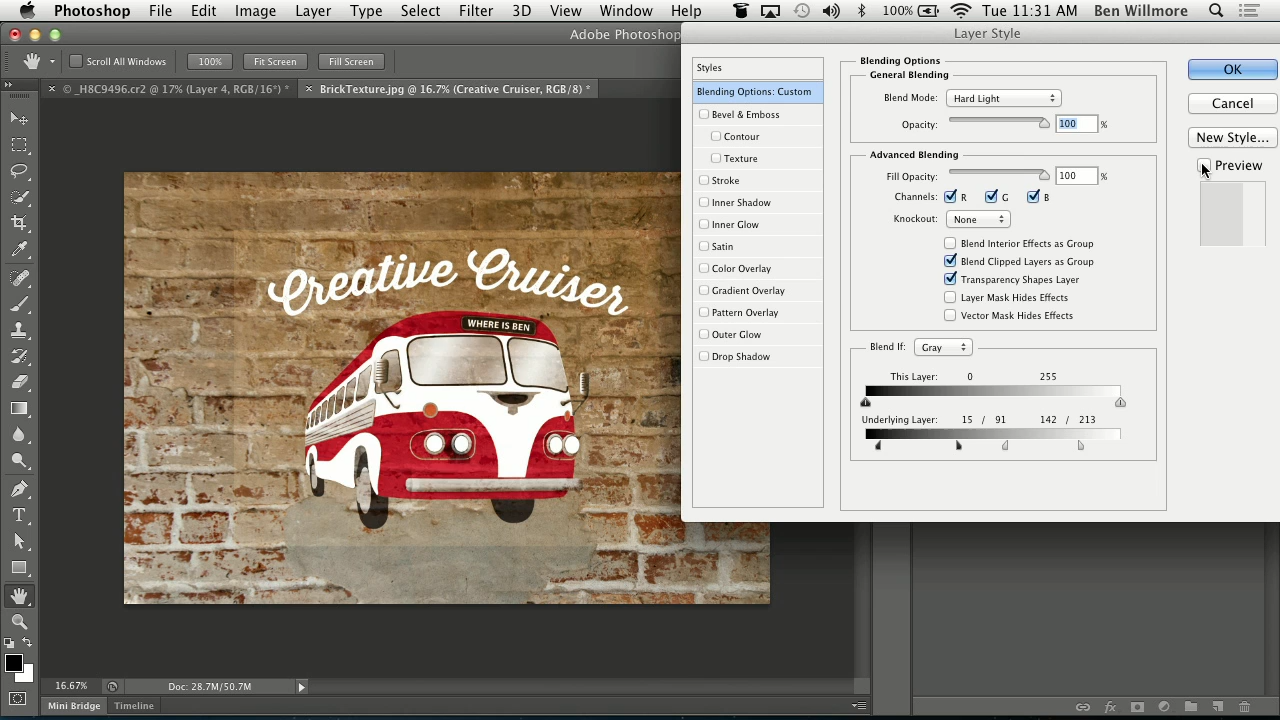 Photoshop File Edit Image Layer Type Select Filter 3D View Window Help 100% Tue 11:31 AM Ben Willmore
Adobe Photoshop
Layer Style
Scroll All Windows 100% Fit Screen Fill Screen
© _H8C9496.cr2 @ 17% (Layer 4, RGB/16*) *
BrickTexture.jpg @ 16.7% (Creative Cruiser, RGB/8) *
Creative Cruiser
WHERE IS BEN
Styles
Blending Options: Custom
Bevel & Emboss
Contour
Texture
Stroke
Inner Shadow
Inner Glow
Satin
Color Overlay
Gradient Overlay
Pattern Overlay
Outer Glow
Drop Shadow
Blending Options
General Blending
Blend Mode: Hard Light
Opacity: 100 %
Advanced Blending
Fill Opacity: 100 %
Channels: R G B
Knockout: None
Blend Interior Effects as Group
Blend Clipped Layers as Group
Transparency Shapes Layer
Layer Mask Hides Effects
Vector Mask Hides Effects
Blend If: Gray
This Layer: 0 255
Underlying Layer: 15 / 91 142 / 213
OK
Cancel
New Style...
Preview
16.67% Doc: 28.7M/50.7M
Mini Bridge Timeline